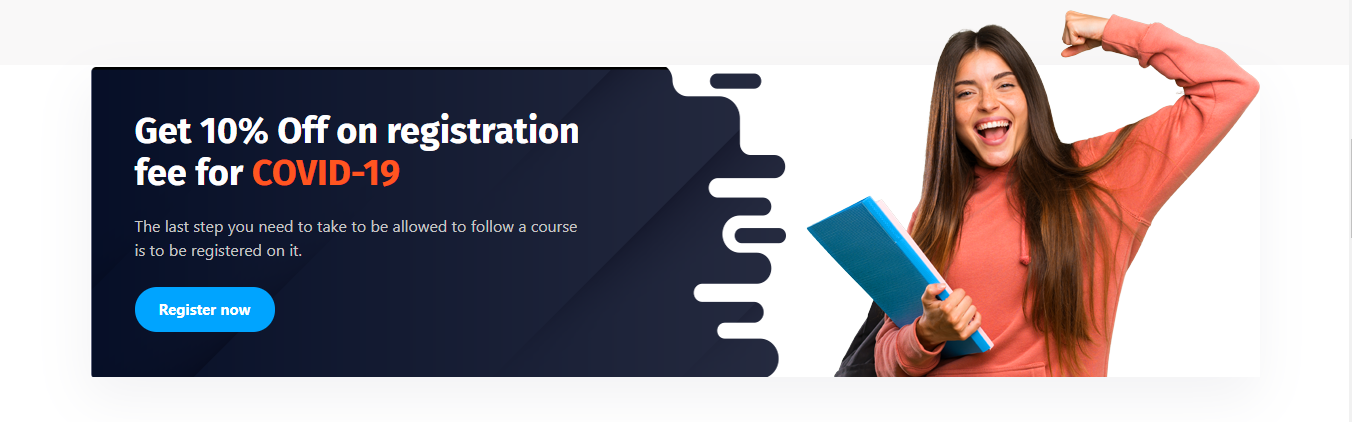 Get 10% Off on registration
fee for COVID-19
The last step you need to take to be allowed to follow a course
is to be registered on it.
Register now